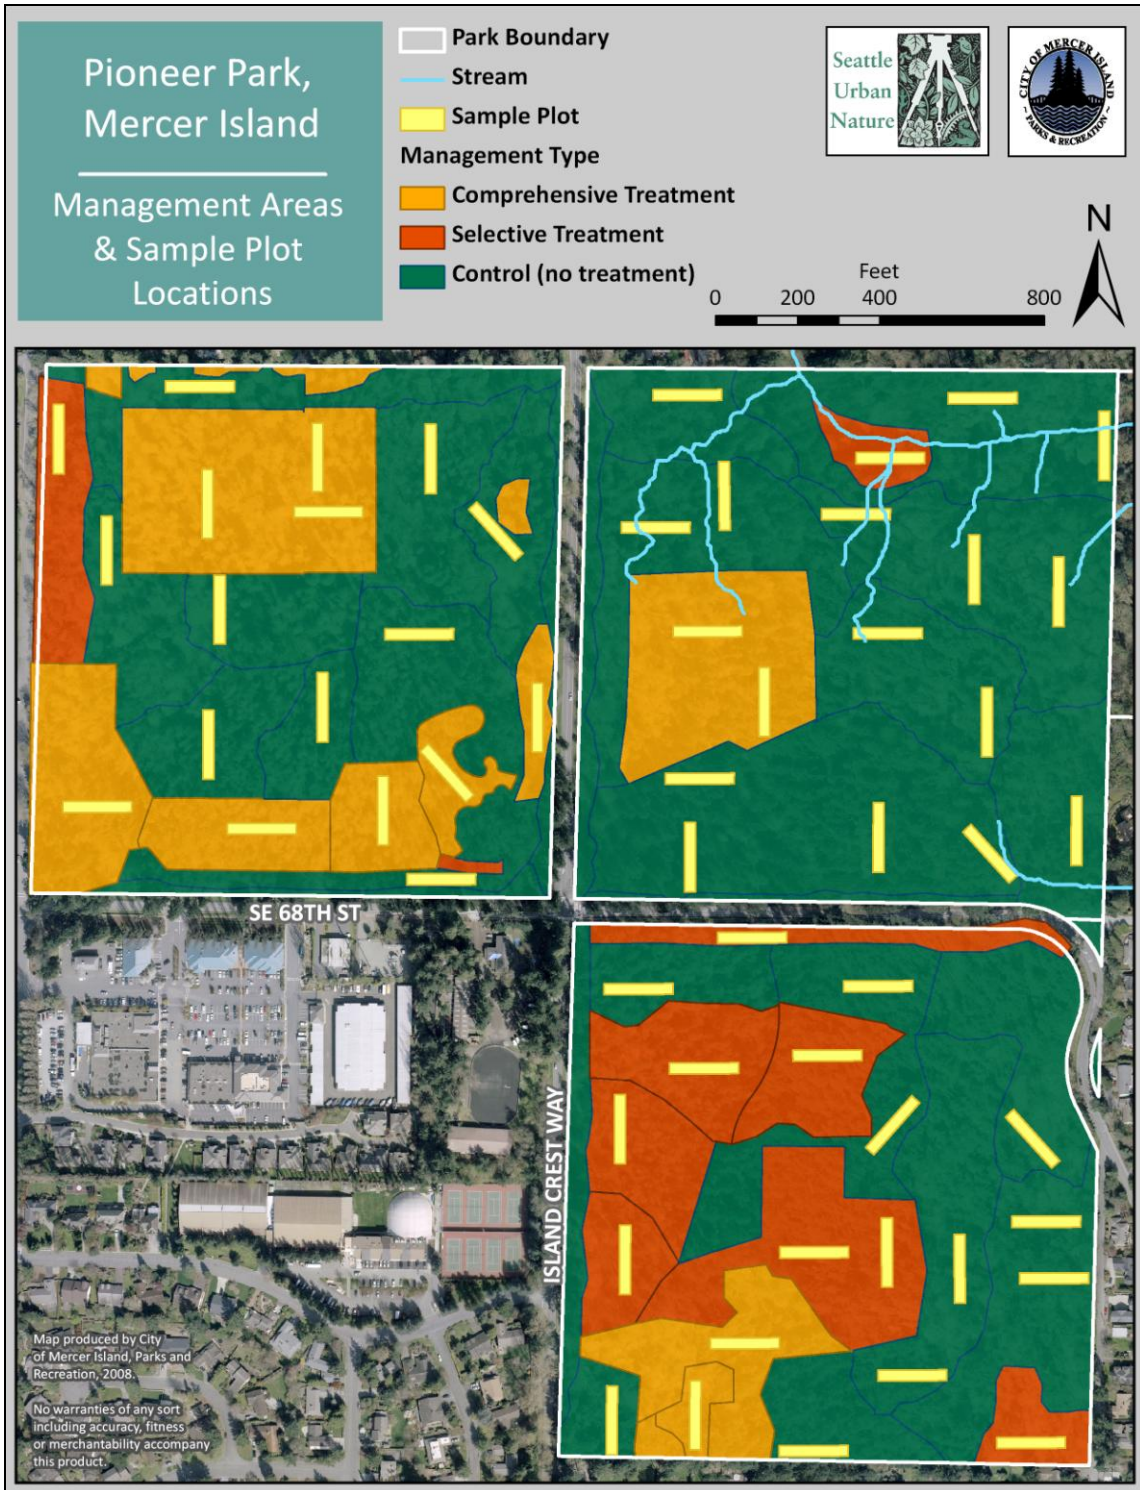 Pioneer Park,
Mercer Island
Management Areas
& Sample Plot
Locations
Park Boundary
Stream
Sample Plot
Management Type
Comprehensive Treatment
Selective Treatment
Control (no treatment)
Seattle
Urban
Nature
CITY OF MERCER ISLAND
~ PARKS & RECREATION ~
N
Feet
0 200 400 800
SE 68TH ST
ISLAND CREST WAY
Map produced by City
of Mercer Island, Parks and
Recreation, 2008.
No warranties of any sort
including accuracy, fitness
or merchantability accompany
this product.